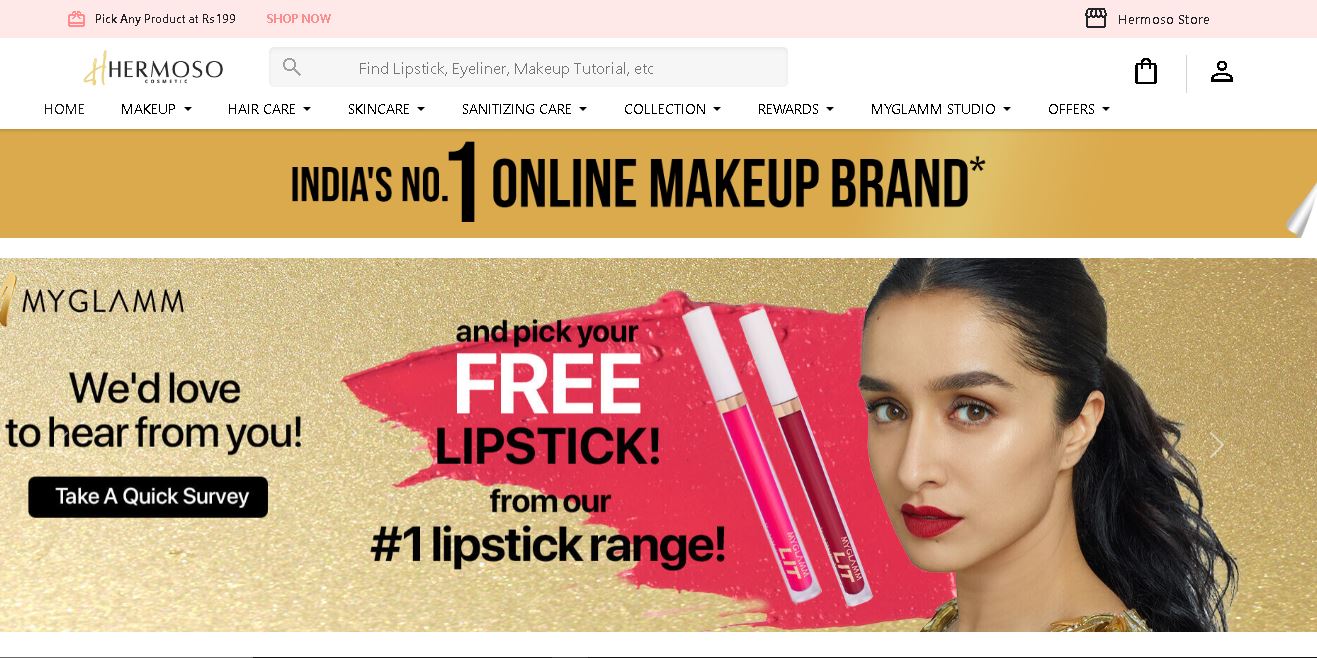 Pick Any Product at Rs199 SHOP NOW Hermoso Store
HERMOSO
COSMETIC
Find Lipstick, Eyeliner, Makeup Tutorial, etc
HOME MAKEUP HAIR CARE SKINCARE SANITIZING CARE COLLECTION REWARDS MYGLAMM STUDIO OFFERS
INDIA'S NO.1 ONLINE MAKEUP BRAND*
MYGLAMM
We'd love
to hear from you!
Take A Quick Survey
and pick your
FREE
LIPSTICK!
from our
#1 lipstick range!
MYGLAMM
LIT
MYGLAMM
LIT